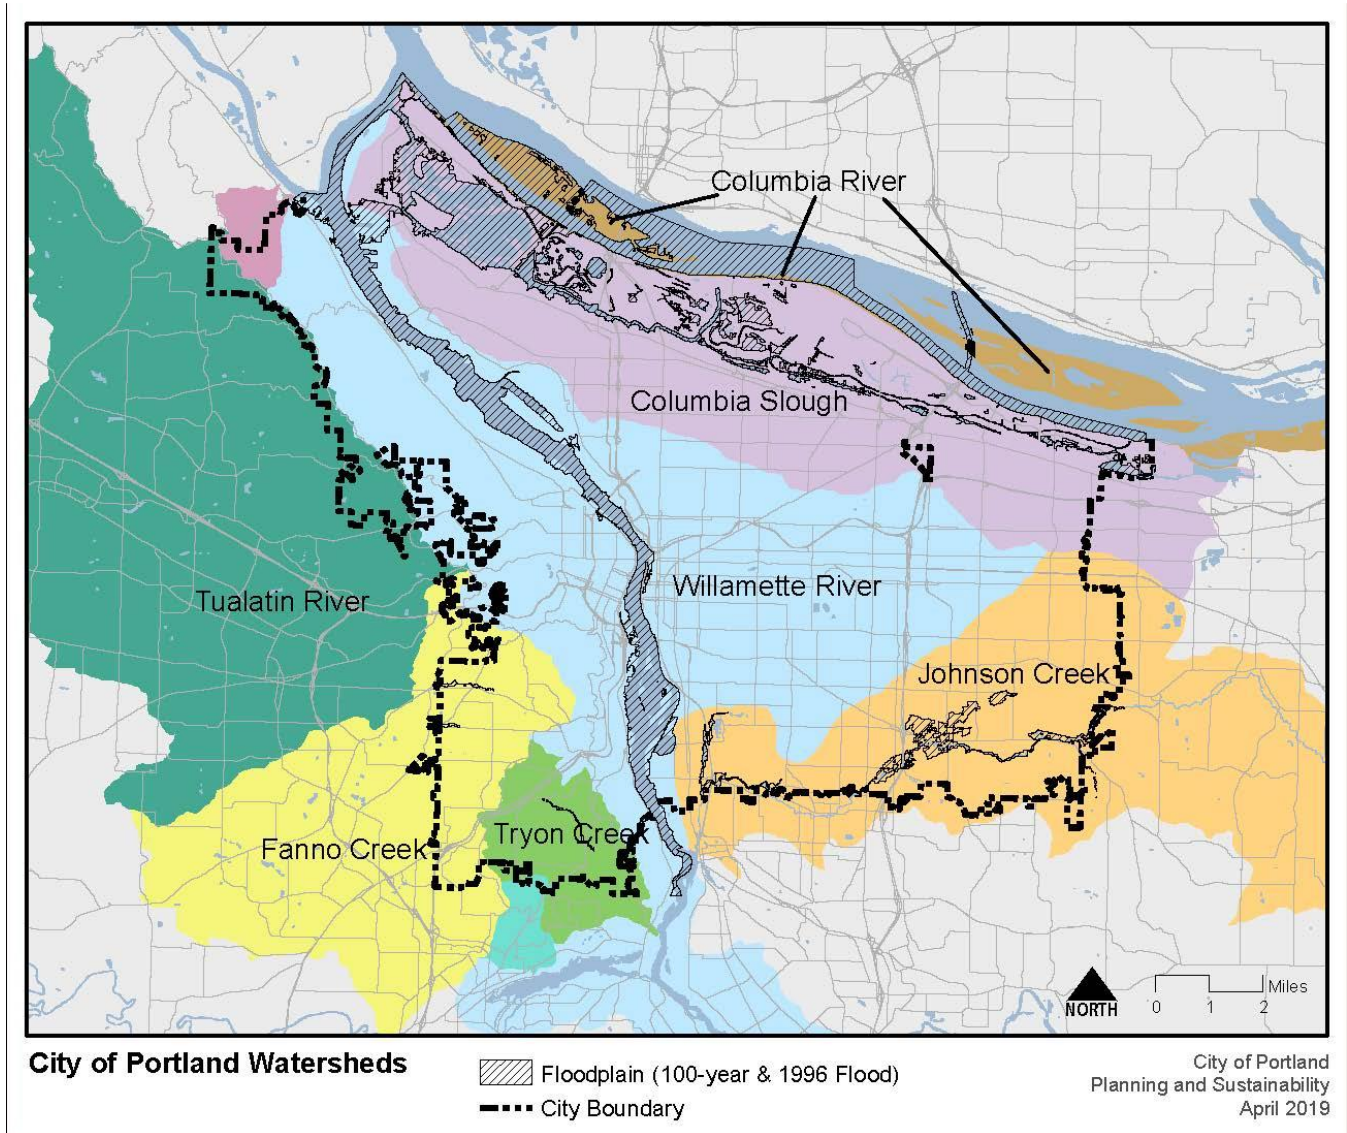 Columbia River
Columbia Slough
Willamette River
Tualatin River
Johnson Creek
Tryon Creek
Fanno Creek
NORTH
0 1 2 Miles
City of Portland Watersheds
Floodplain (100-year & 1996 Flood)
City Boundary
City of Portland
Planning and Sustainability
April 2019